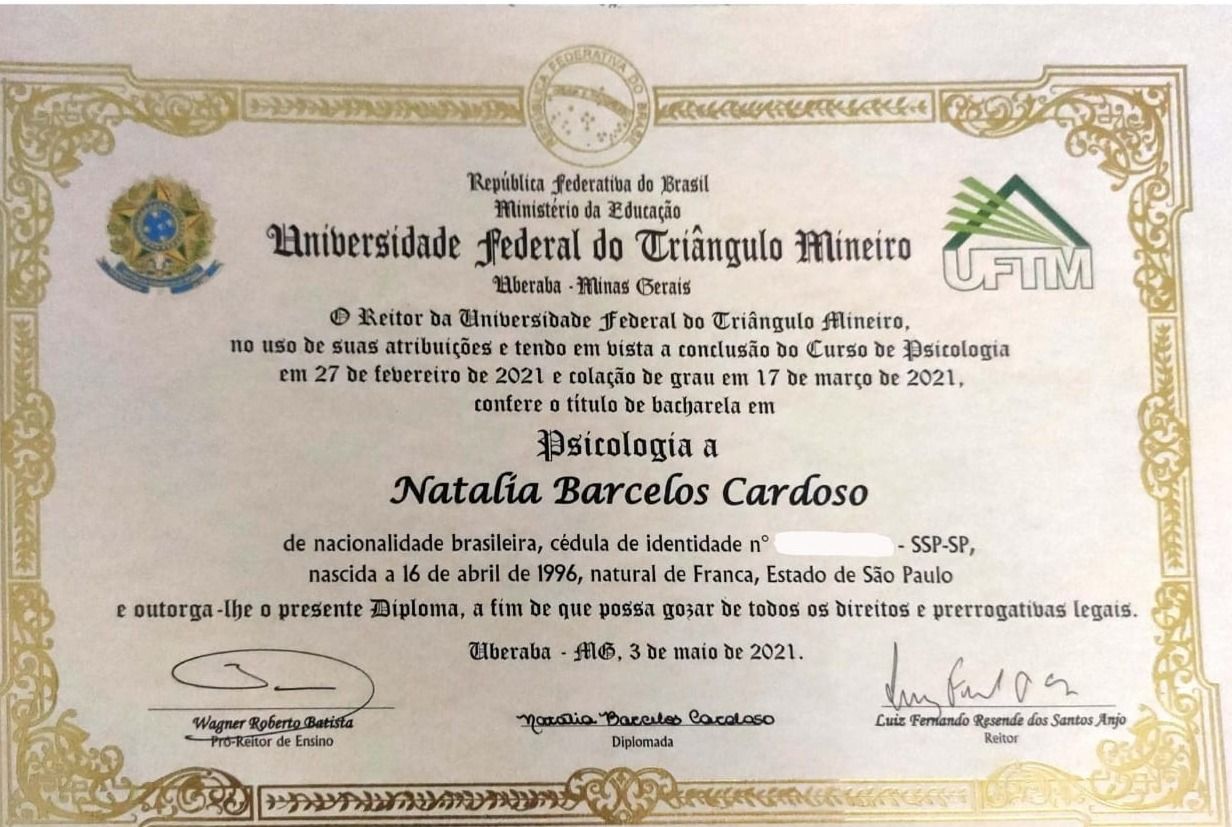 REPÚBLICA FEDERATIVA DO BRASIL
República Federativa do Brasil
Ministério da Educação
Universidade Federal do Triângulo Mineiro
UFTM
Uberaba - Minas Gerais
O Reitor da Universidade Federal do Triângulo Mineiro,
no uso de suas atribuições e tendo em vista a conclusão do Curso de Psicologia
em 27 de fevereiro de 2021 e colação de grau em 17 de março de 2021,
confere o título de bacharela em
Psicologia a
Natalia Barcelos Cardoso
de nacionalidade brasileira, cédula de identidade n° - SSP-SP,
nascida a 16 de abril de 1996, natural de Franca, Estado de São Paulo
e outorga-lhe o presente Diploma, a fim de que possa gozar de todos os direitos e prerrogativas legais.
Uberaba - MG, 3 de maio de 2021.
Wagner Roberto Batista
Pró-Reitor de Ensino
Natalia Barcelos Cardoso
Diplomada
Luiz Fernando Resende dos Santos Anjo
Reitor